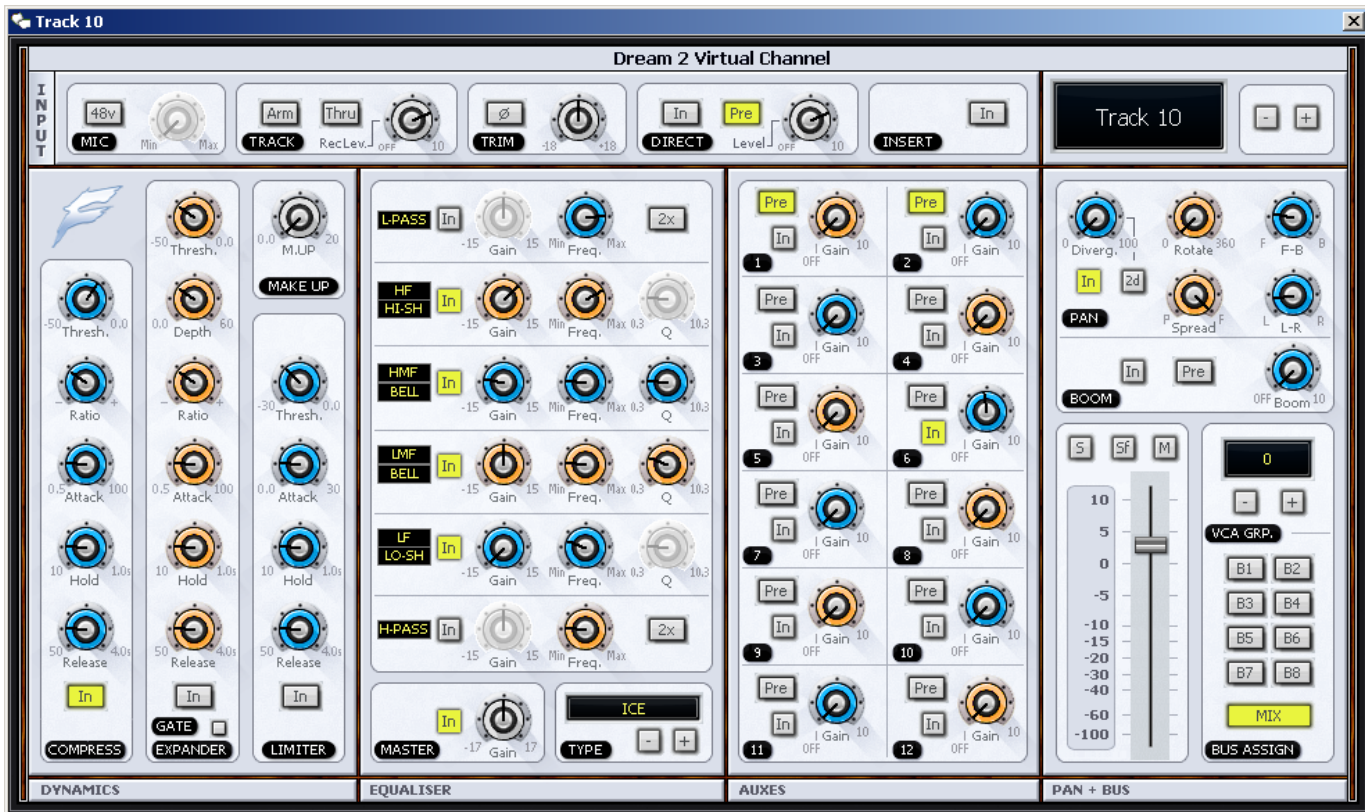 Track 10
Dream 2 Virtual Channel
INPUT
48v
MIC
Min Max
Arm Thru
TRACK RecLev. OFF 10
Ø
TRIM -18 +18
In Pre
DIRECT Level OFF 10
In
INSERT
Track 10
- +
-50 Thresh. 0.0
Ratio
- +
0.5 Attack 100
10 Hold 1.0s
50 Release 4.0s
In
COMPRESS
-50 Thresh. 0.0
0.0 Depth 60
Ratio
0.5 Attack 100
10 Hold 1.0s
50 Release 4.0s
In
GATE
EXPANDER
0.0 M.UP 20
MAKE UP
-30 Thresh. 0.0
0.0 Attack 30
10 Hold 1.0s
50 Release 4.0s
In
LIMITER
DYNAMICS
L-PASS In 2x
-15 Gain 15 Min Freq. Max
HF
HI-SH In
-15 Gain 15 Min Freq. Max 0.3 Q 10.3
HMF
BELL In
-15 Gain 15 Min Freq. Max 0.3 Q 10.3
LMF
BELL In
-15 Gain 15 Min Freq. Max 0.3 Q 10.3
LF
LO-SH In
-15 Gain 15 Min Freq. Max 0.3 Q 10.3
H-PASS In 2x
-15 Gain 15 Min Freq. Max
In
MASTER -17 Gain 17
ICE
TYPE - +
EQUALISER
Pre In 1 OFF Gain 10
Pre In 2 OFF Gain 10
Pre In 3 OFF Gain 10
Pre In 4 OFF Gain 10
Pre In 5 OFF Gain 10
Pre In 6 OFF Gain 10
Pre In 7 OFF Gain 10
Pre In 8 OFF Gain 10
Pre In 9 OFF Gain 10
Pre In 10 OFF Gain 10
Pre In 11 OFF Gain 10
Pre In 12 OFF Gain 10
AUXES
0 Diverg. 100 0 Rotate 360 F F-B B
In 2d
PAN P Spread F L L-R R
In Pre
BOOM OFF Boom 10
S Sf M
10
5
0
-5
-10
-15
-20
-30
-40
-60
-100
0
- +
VCA GRP.
B1 B2
B3 B4
B5 B6
B7 B8
MIX
BUS ASSIGN
PAN + BUS